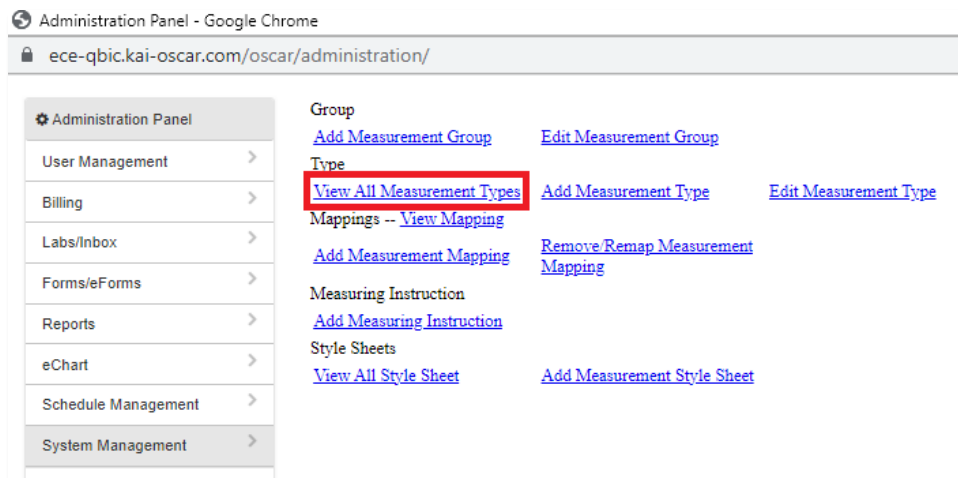 Administration Panel - Google Chrome
ece-qbic.kai-oscar.com/oscar/administration/
Administration Panel
User Management
Billing
Labs/Inbox
Forms/eForms
Reports
eChart
Schedule Management
System Management
Group
Add Measurement Group Edit Measurement Group
Type
View All Measurement Types Add Measurement Type Edit Measurement Type
Mappings -- View Mapping
Add Measurement Mapping Remove/Remap Measurement
Mapping
Measuring Instruction
Add Measuring Instruction
Style Sheets
View All Style Sheet Add Measurement Style Sheet